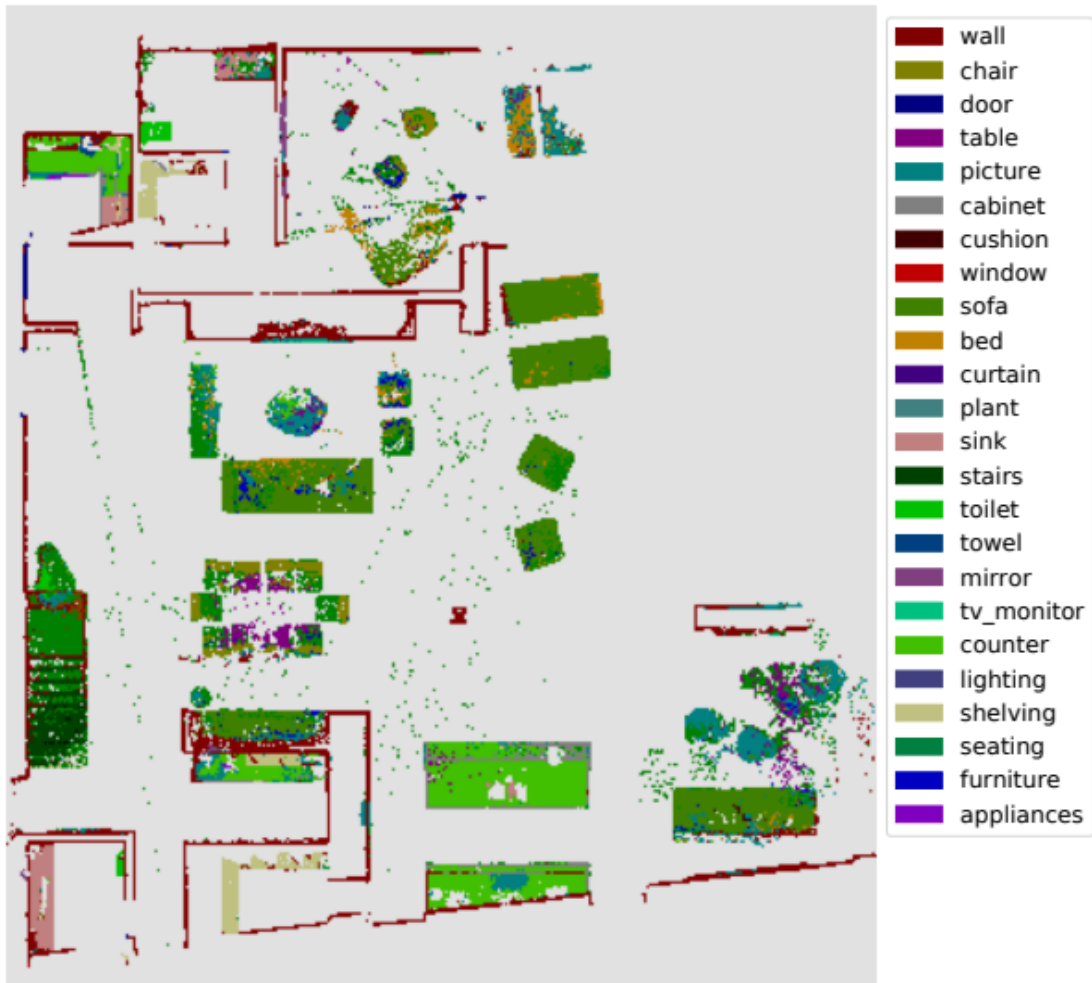 wall
chair
door
table
picture
cabinet
cushion
window
sofa
bed
curtain
plant
sink
stairs
toilet
towel
mirror
tv_monitor
counter
lighting
shelving
seating
furniture
appliances